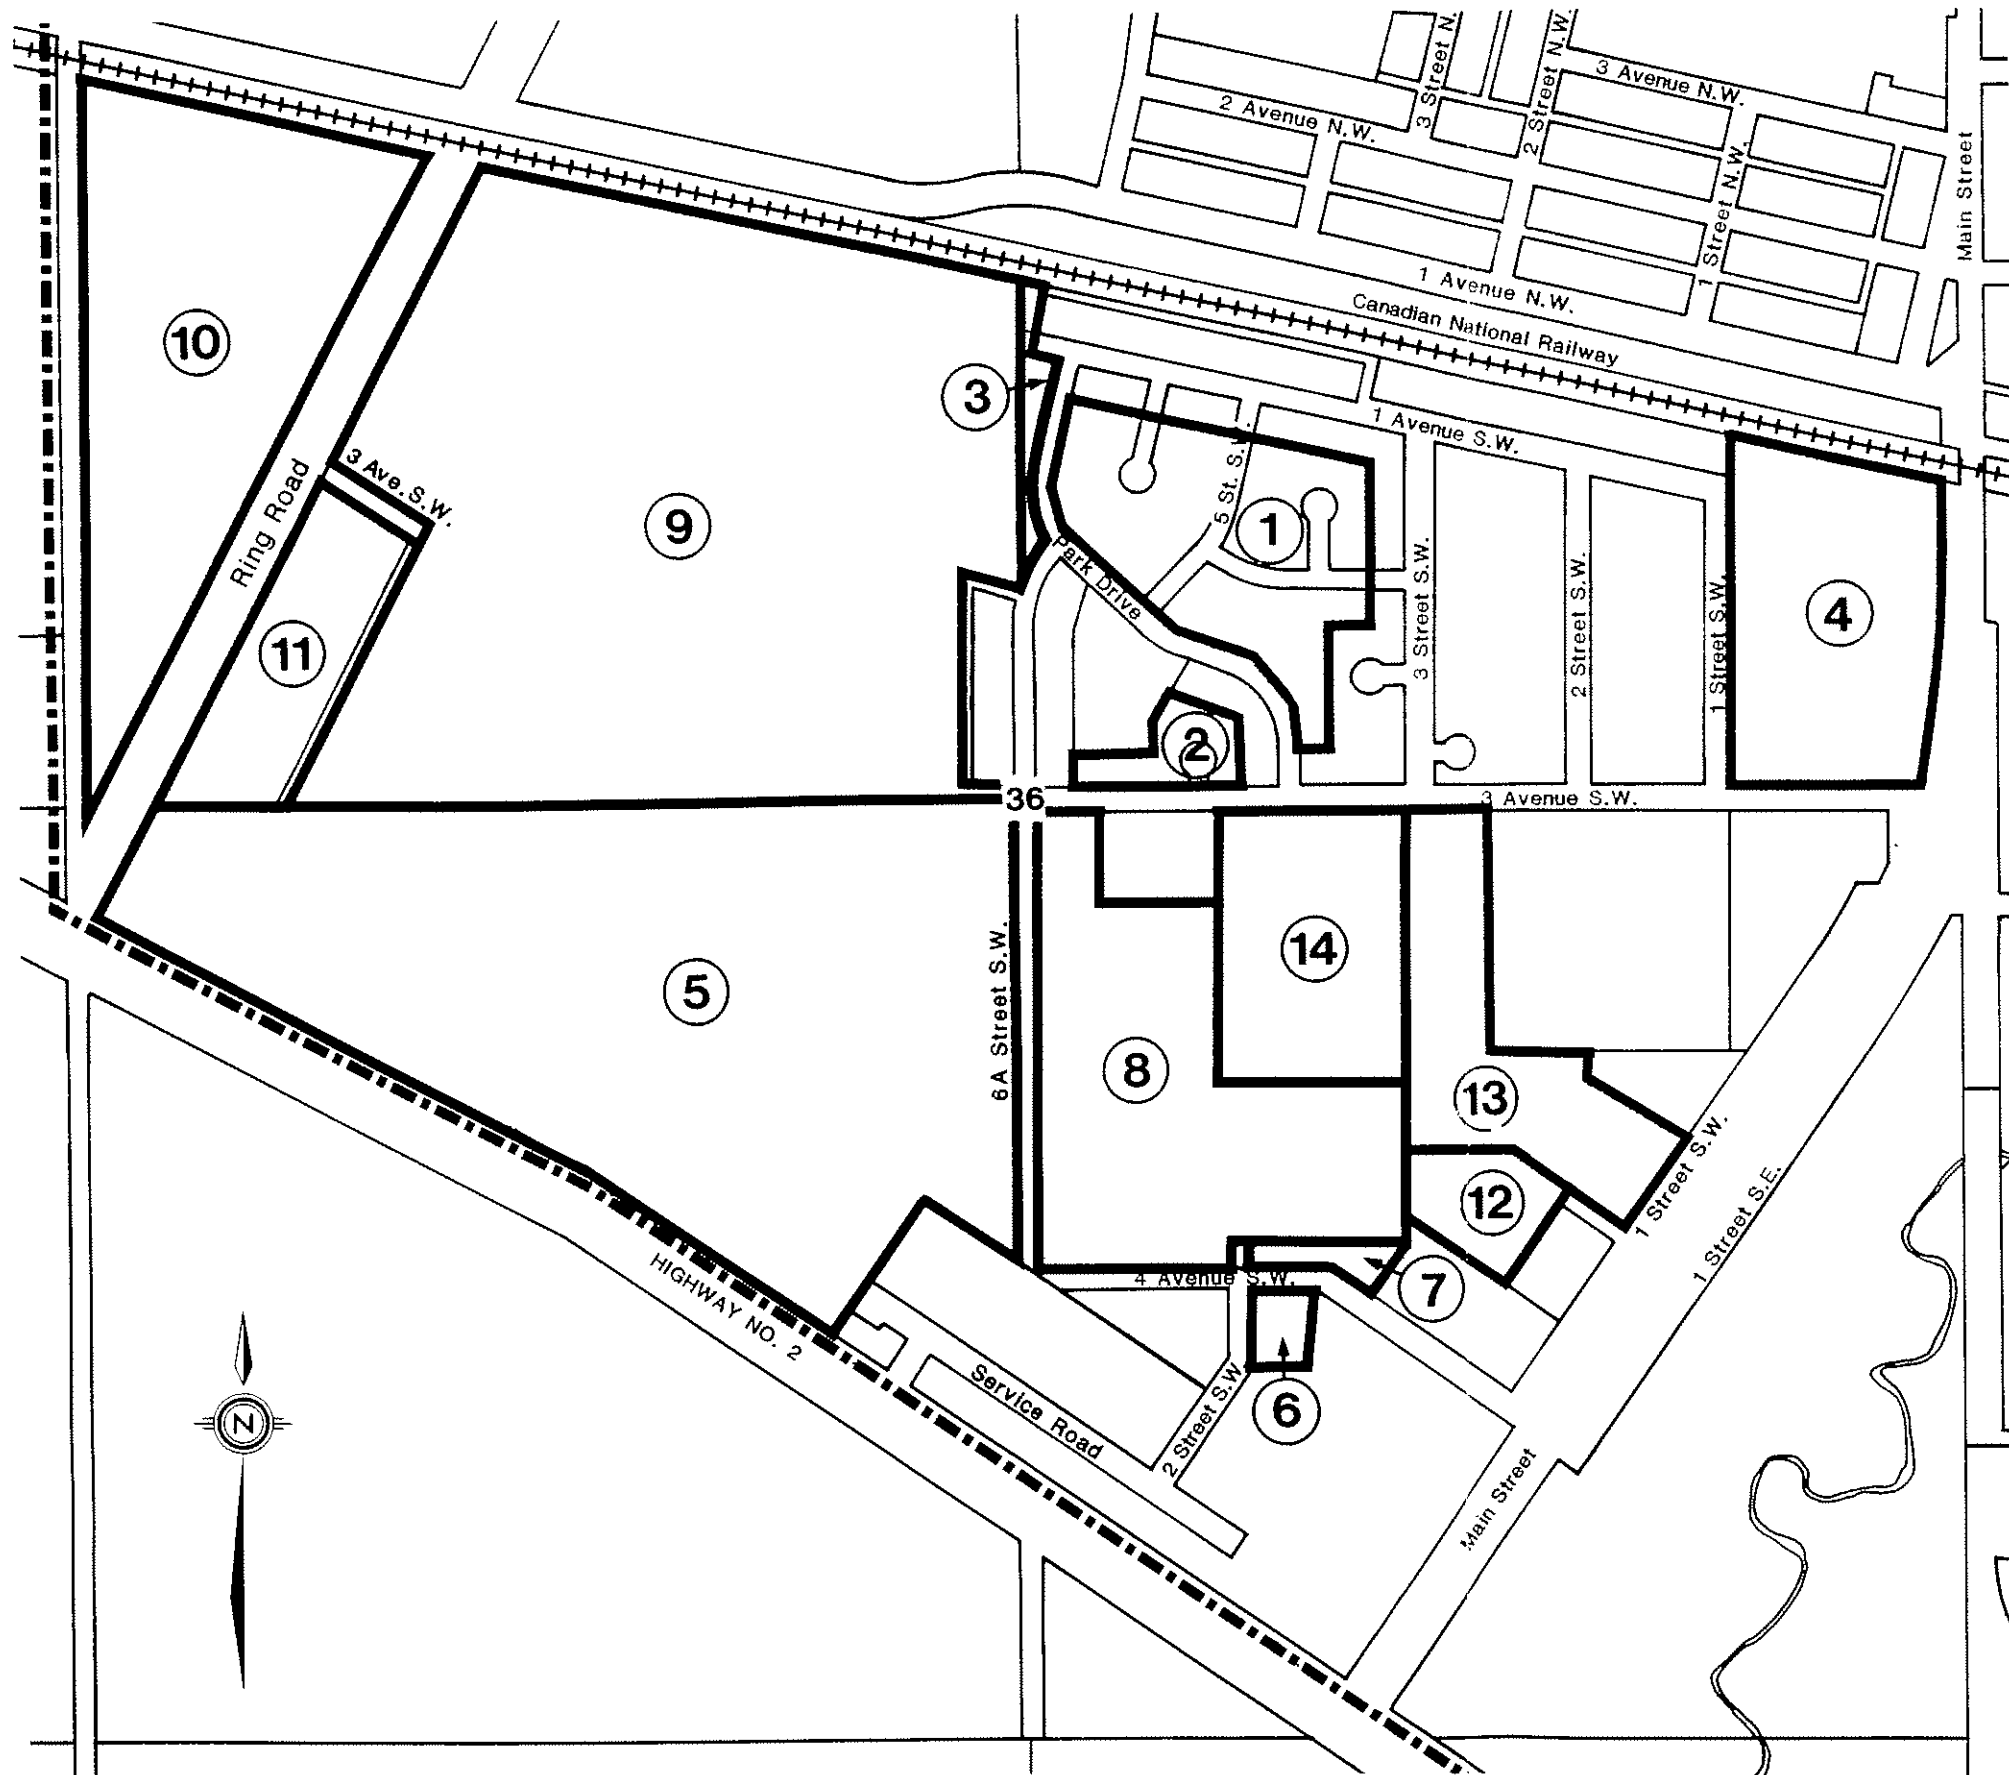 3 Street N.
2 Street N.W.
3 Avenue N.W.
2 Avenue N.W.
Main Street
1 Street N.W.
1 Avenue N.W.
Canadian National Railway
10
3
1 Avenue S.W.
3 Ave. S.W.
Ring Road
9
5 St. S.
1
Park Drive
3 Street S.W.
2 Street S.W.
1 Street S.W.
4
11
2
36
3 Avenue S.W.
14
5
6A Street S.W.
8
13
12
1 Street S.W.
1 Street S.E.
4 Avenue S.W.
7
HIGHWAY NO. 2
6
Service Road
2 Street S.W.
N
Main Street